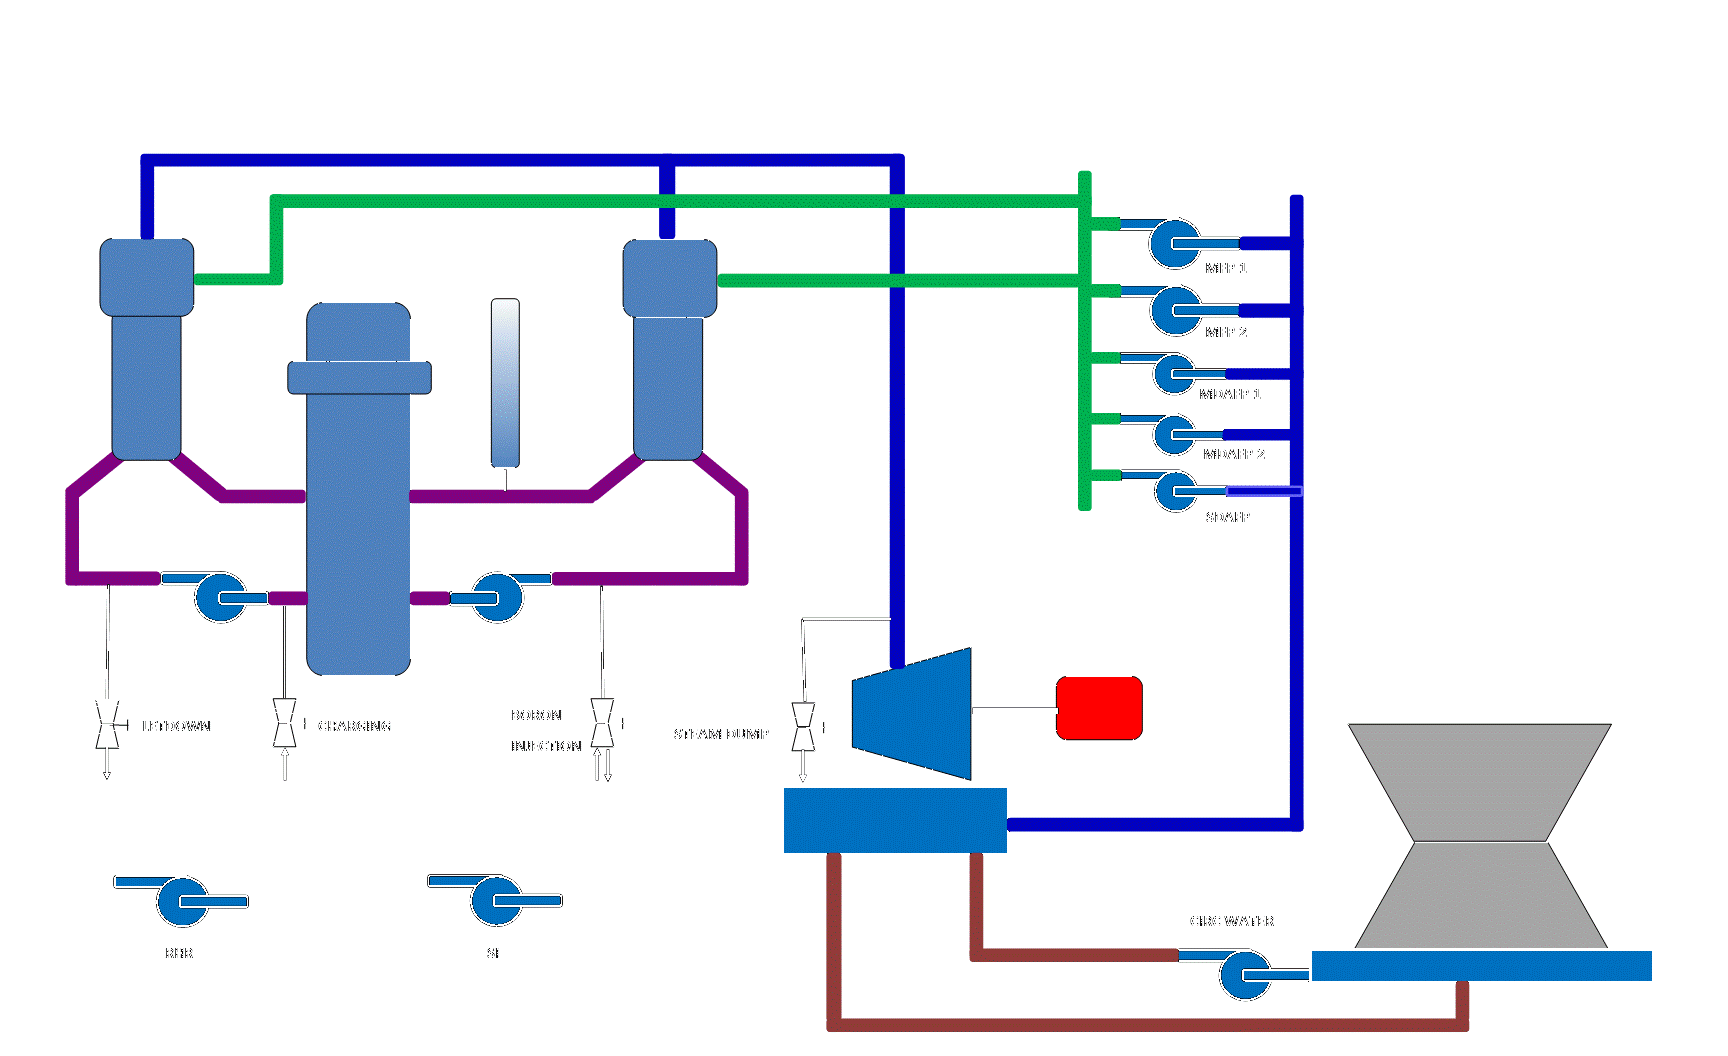 MFP 1
MFP 2
MDAFP 1
MDAFP 2
SDAFP
LETDOWN
CHARGING
BORON
INJECTION
STEAM DUMP
CIRC WATER
RHR
SI